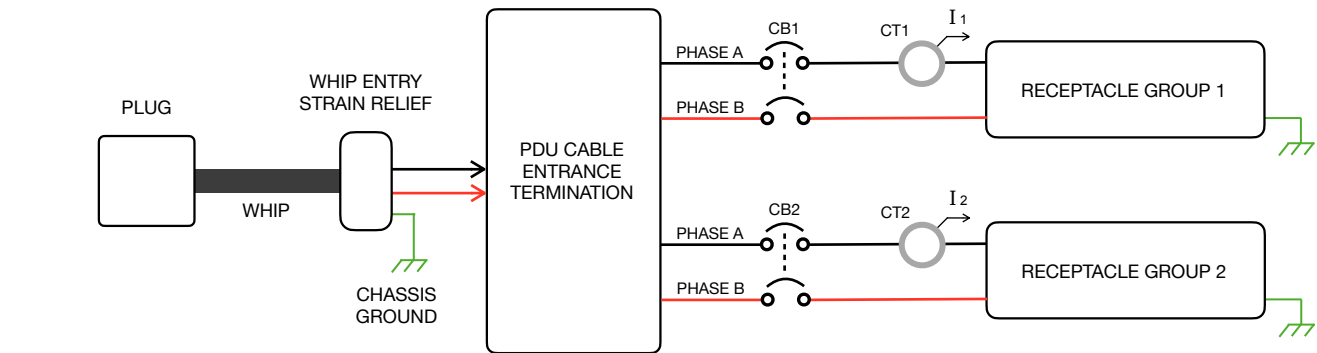 PLUG
WHIP ENTRY
STRAIN RELIEF
WHIP
CHASSIS
GROUND
PDU CABLE
ENTRANCE
TERMINATION
PHASE A
CB1
CT1
I 1
PHASE B
RECEPTACLE GROUP 1
PHASE A
CB2
CT2
I 2
PHASE B
RECEPTACLE GROUP 2